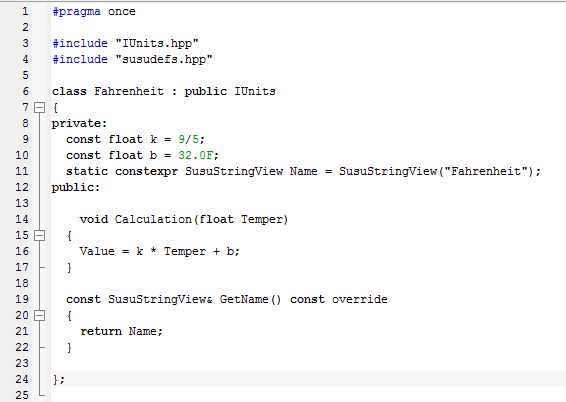 1 #pragma once
2
3 #include "IUnits.hpp"
4 #include "susudefs.hpp"
5
6 class Fahrenheit : public IUnits
7 {
8 private:
9 const float k = 9/5;
10 const float b = 32.0F;
11 static constexpr SusuStringView Name = SusuStringView("Fahrenheit");
12 public:
13
14 void Calculation(float Temper)
15 {
16 Value = k * Temper + b;
17 }
18
19 const SusuStringView& GetName() const override
20 {
21 return Name;
22 }
23
24 };
25